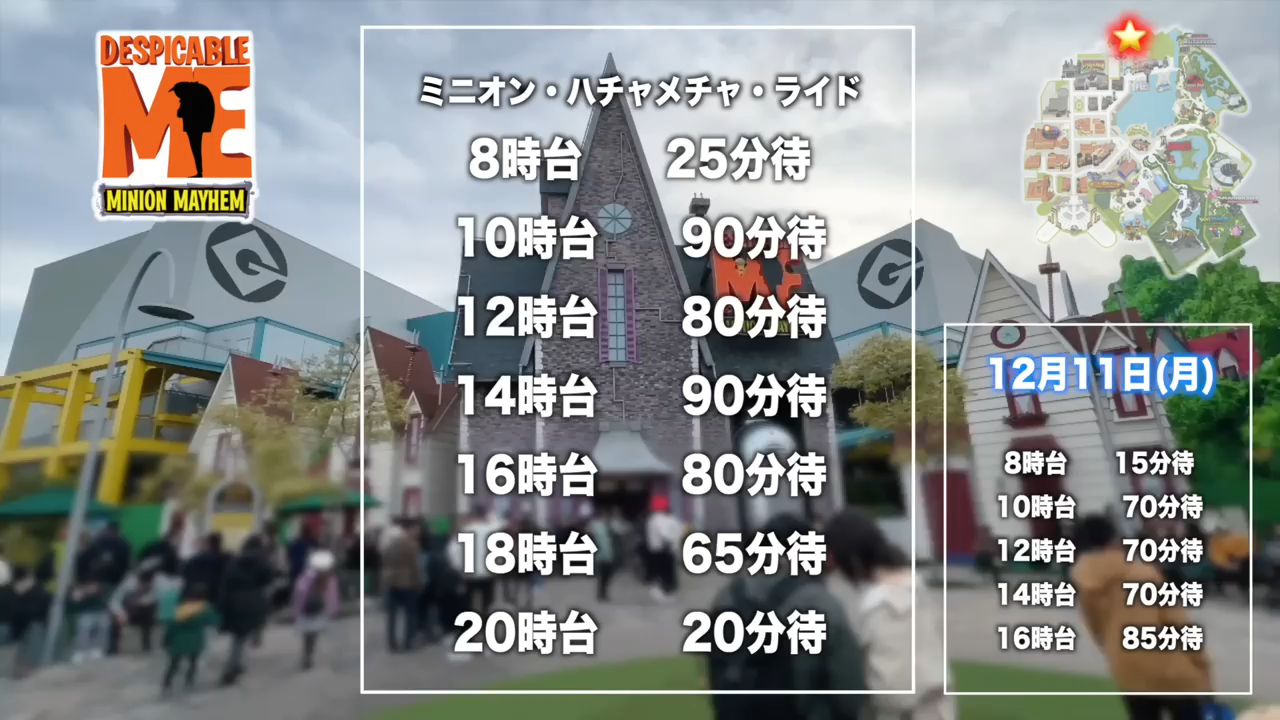 DESPICABLE
ME
MINION MAYHEM
ミニオン・ハチャメチャ・ライド
8時台 25分待
10時台 90分待
12時台 80分待
14時台 90分待
16時台 80分待
18時台 65分待
20時台 20分待
12月11日(月)
8時台 15分待
10時台 70分待
12時台 70分待
14時台 70分待
16時台 85分待